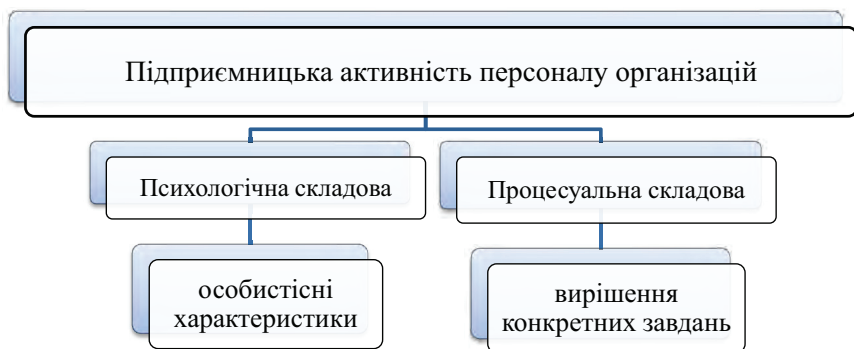 Підприємницька активність персоналу організацій
Психологічна складова
Процесуальна складова
особистісні
характеристики
вирішення
конкретних завдань